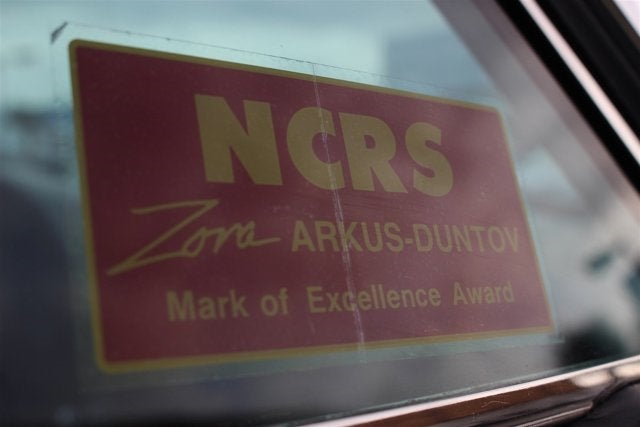 NCRS
Zora ARKUS-DUNTOV
Mark of Excellence Award